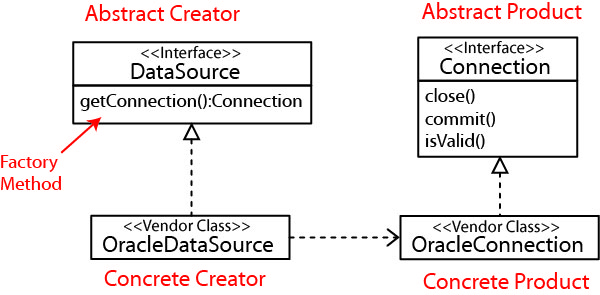 Abstract Creator
<<Interface>>
DataSource
getConnection():Connection
Factory
Method
<<Vendor Class>>
OracleDataSource
Concrete Creator
Abstract Product
<<Interface>>
Connection
close()
commit()
isValid()
<<Vendor Class>>
OracleConnection
Concrete Product